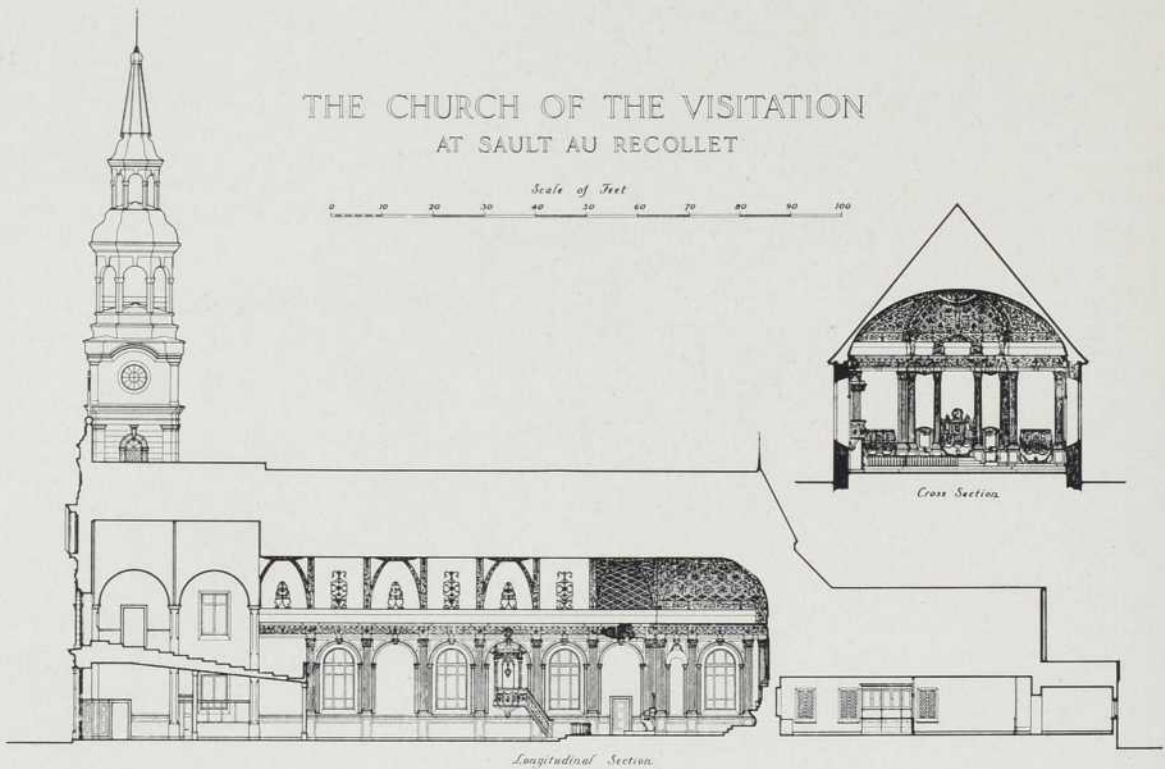 THE CHURCH OF THE VISITATION
AT SAULT AU RECOLLET
Scale of Feet
0 10 20 30 40 50 60 70 80 90 100
Cross Section
Longitudinal Section